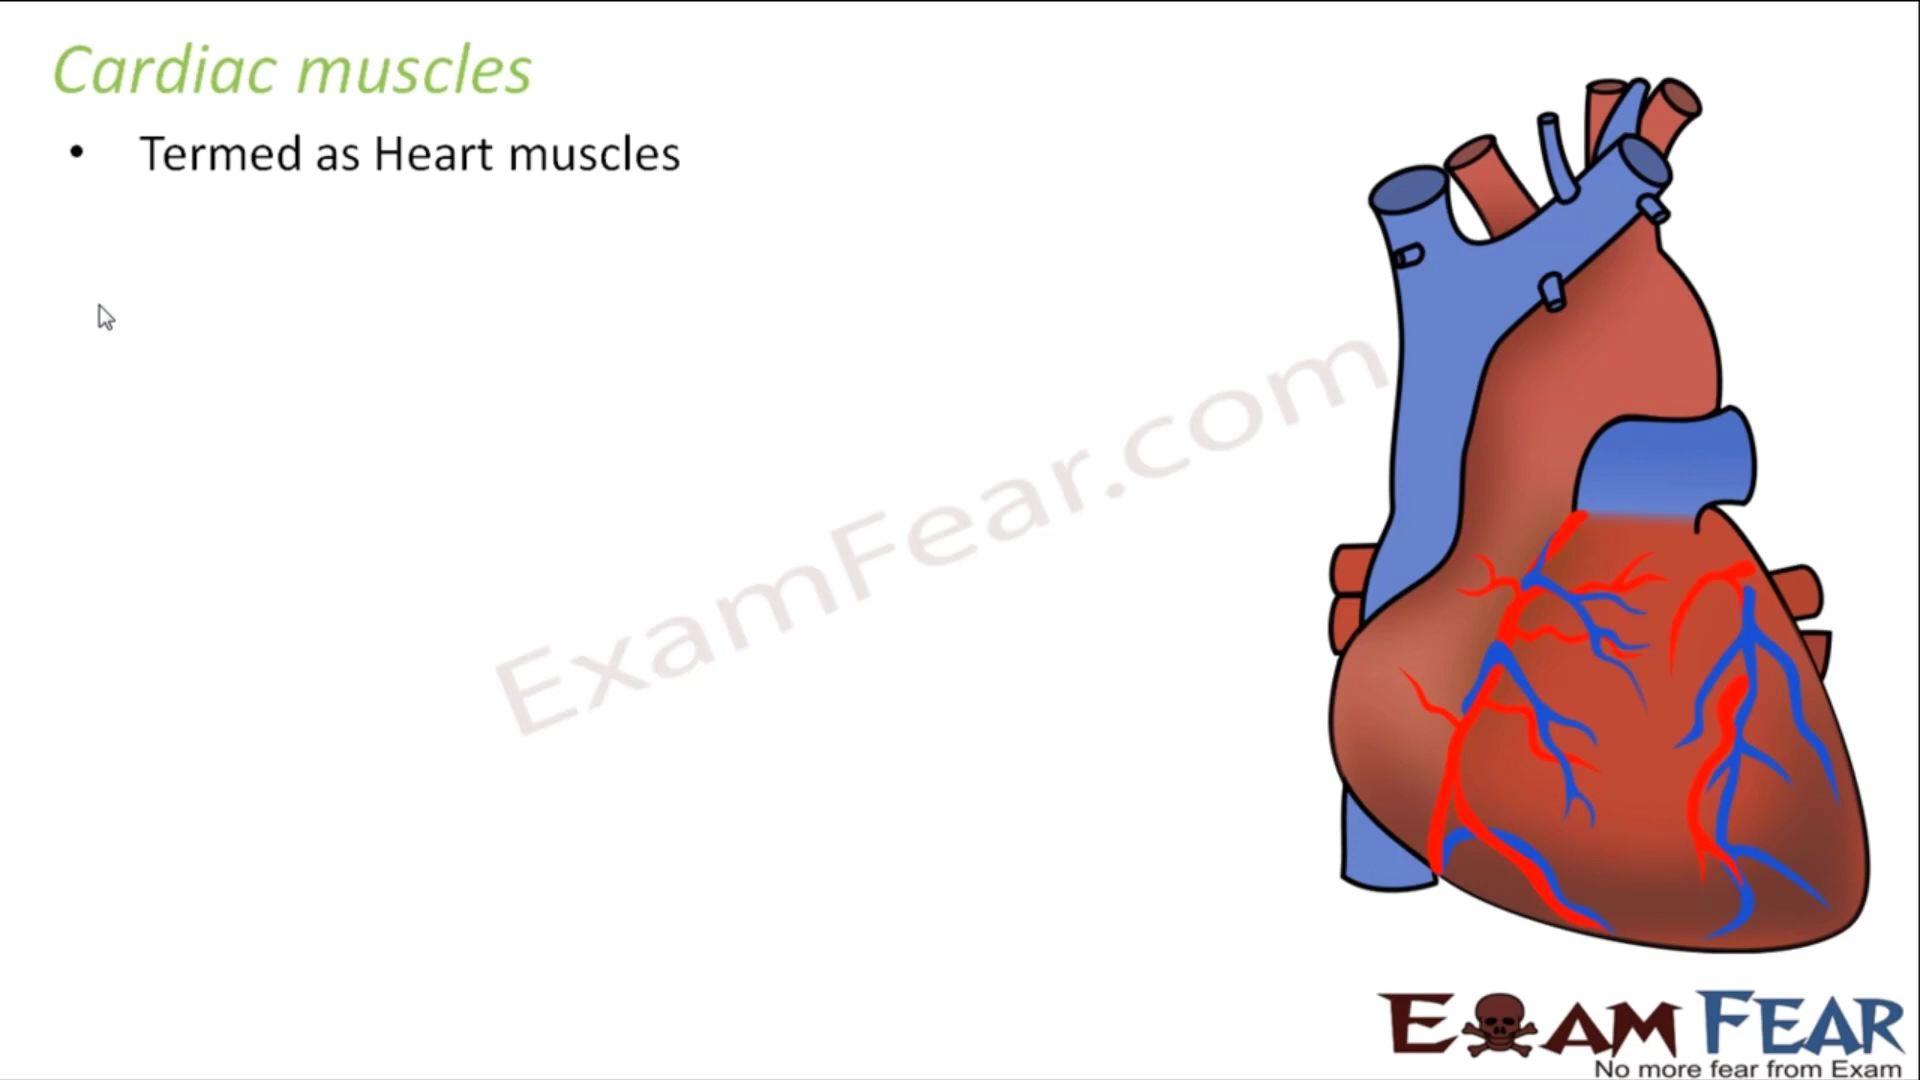 Cardiac muscles
• Termed as Heart muscles
ExamFear.com
EXAM FEAR
No more fear from Exam